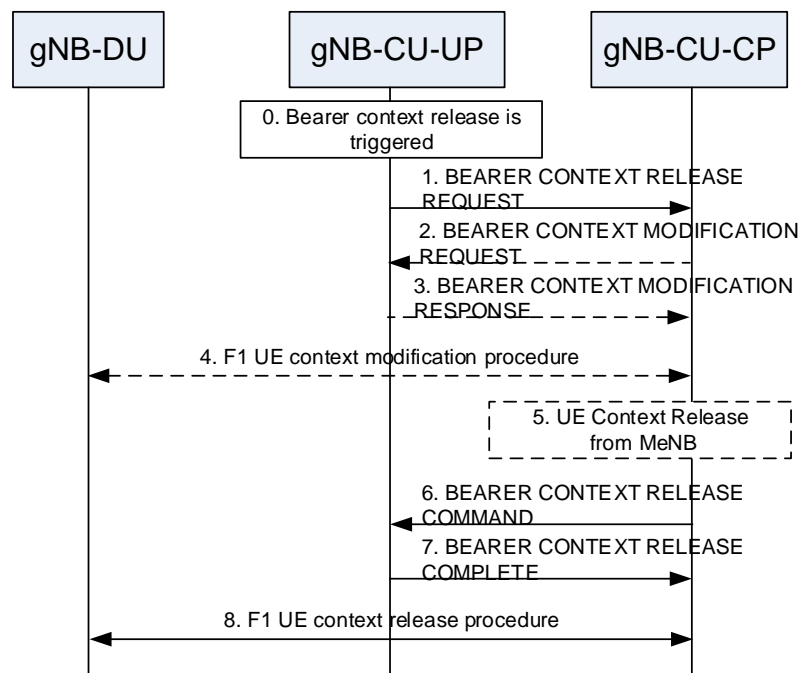 gNB-DU
gNB-CU-UP
gNB-CU-CP
0. Bearer context release is
triggered
1. BEARER CONTEXT RELEASE
REQUEST
2. BEARER CONTEXT MODIFICATION
REQUEST
3. BEARER CONTEXT MODIFICATION
RESPONSE
4. F1 UE context modification procedure
5. UE Context Release
from MeNB
6. BEARER CONTEXT RELEASE
COMMAND
7. BEARER CONTEXT RELEASE
COMPLETE
8. F1 UE context release procedure